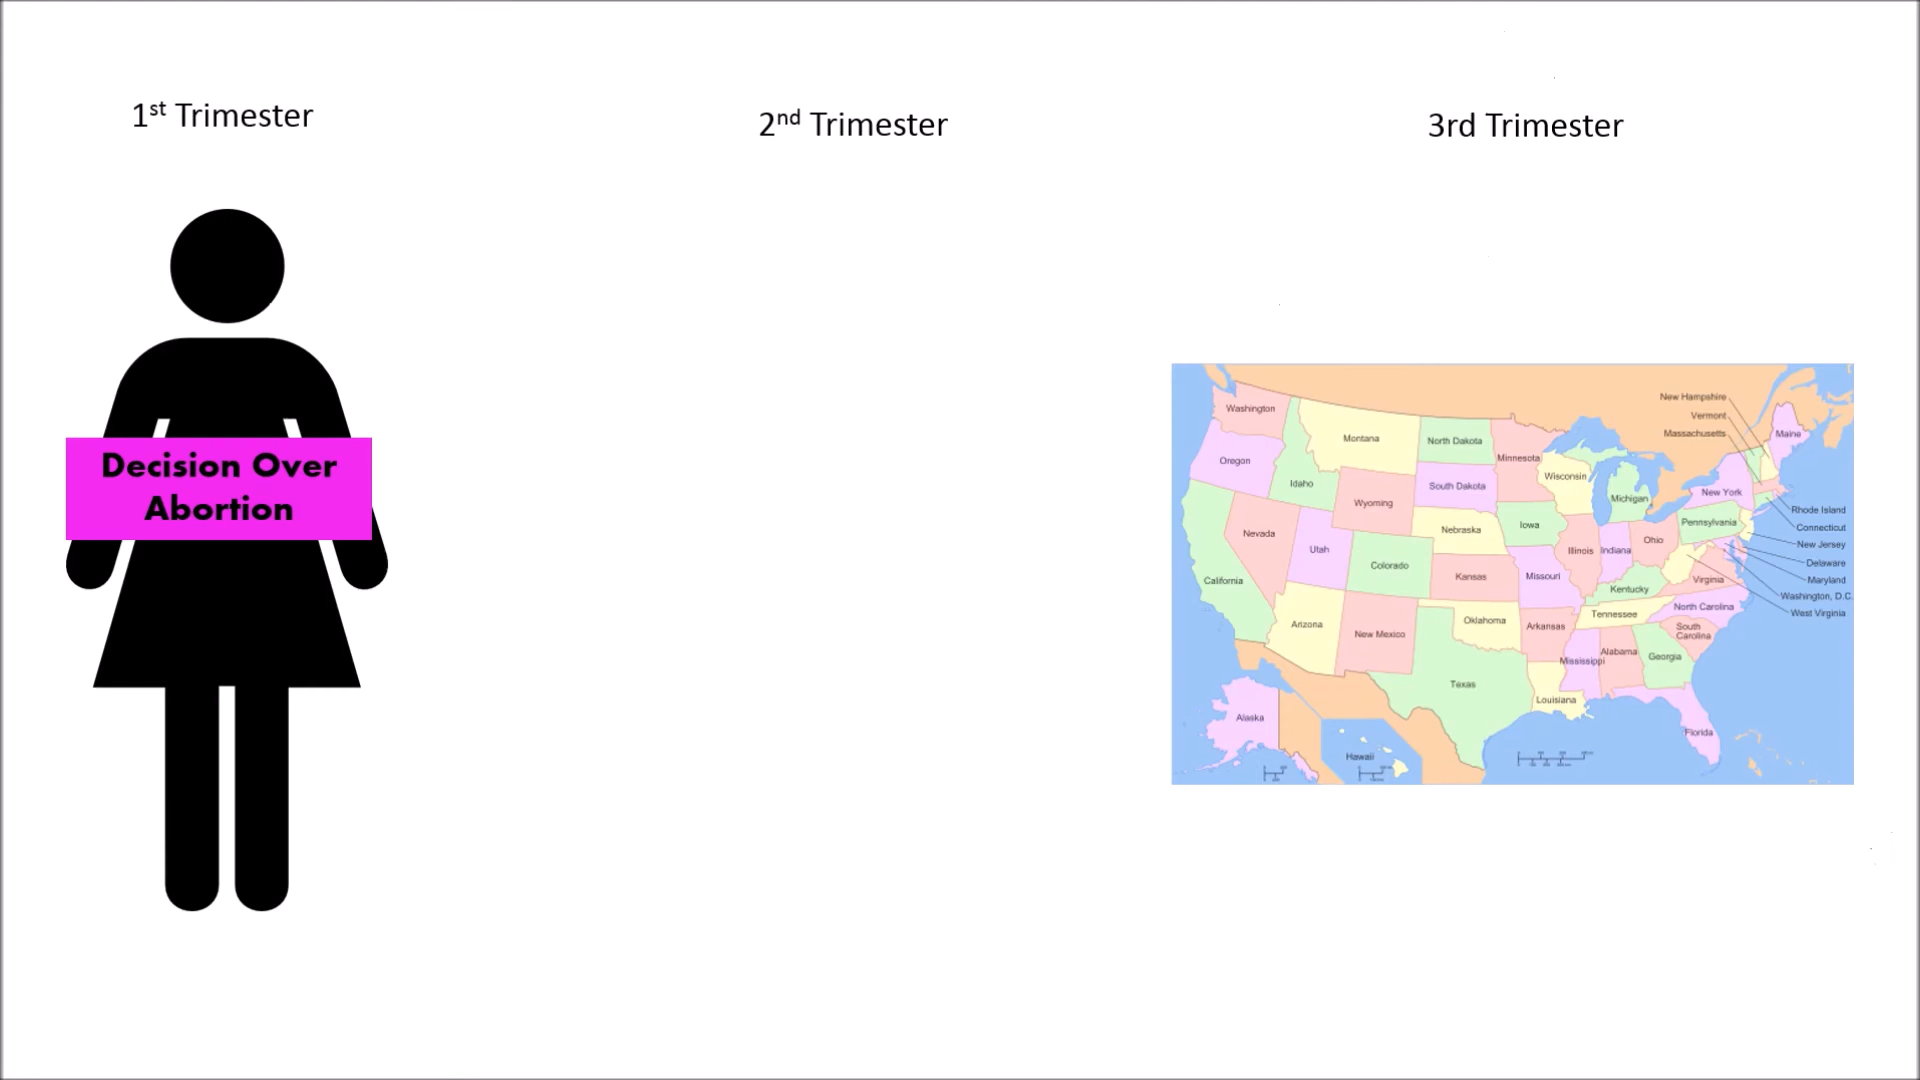 1st Trimester
2nd Trimester
3rd Trimester
Decision Over
Abortion
Washington
Oregon
California
Nevada
Idaho
Montana
Wyoming
Utah
Arizona
Colorado
New Mexico
North Dakota
South Dakota
Nebraska
Kansas
Oklahoma
Texas
Minnesota
Iowa
Missouri
Arkansas
Louisiana
Wisconsin
Illinois
Michigan
Indiana
Ohio
Kentucky
Tennessee
Mississippi
Alabama
Georgia
Florida
South
Carolina
North Carolina
Virginia
Pennsylvania
New York
Maine
New Hampshire
Vermont
Massachusetts
Rhode Island
Connecticut
New Jersey
Delaware
Maryland
Washington, D.C.
West Virginia
Alaska
Hawaii